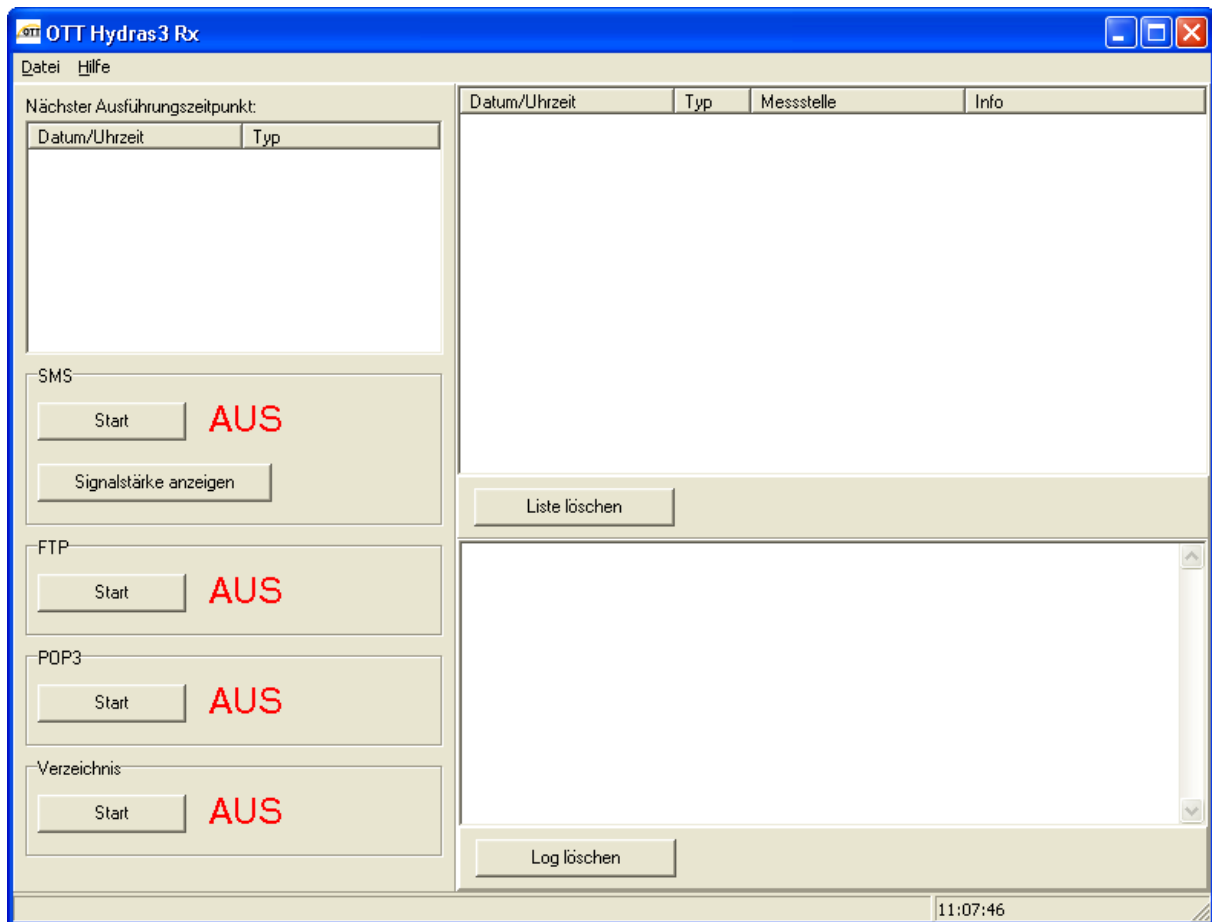 OTT OTT Hydras3 Rx
Datei Hilfe
Nächster Ausführungszeitpunkt:
Datum/Uhrzeit Typ
SMS
Start AUS
Signalstärke anzeigen
FTP
Start AUS
POP3
Start AUS
Verzeichnis
Start AUS
Datum/Uhrzeit Typ Messstelle Info
Liste löschen
Log löschen
11:07:46